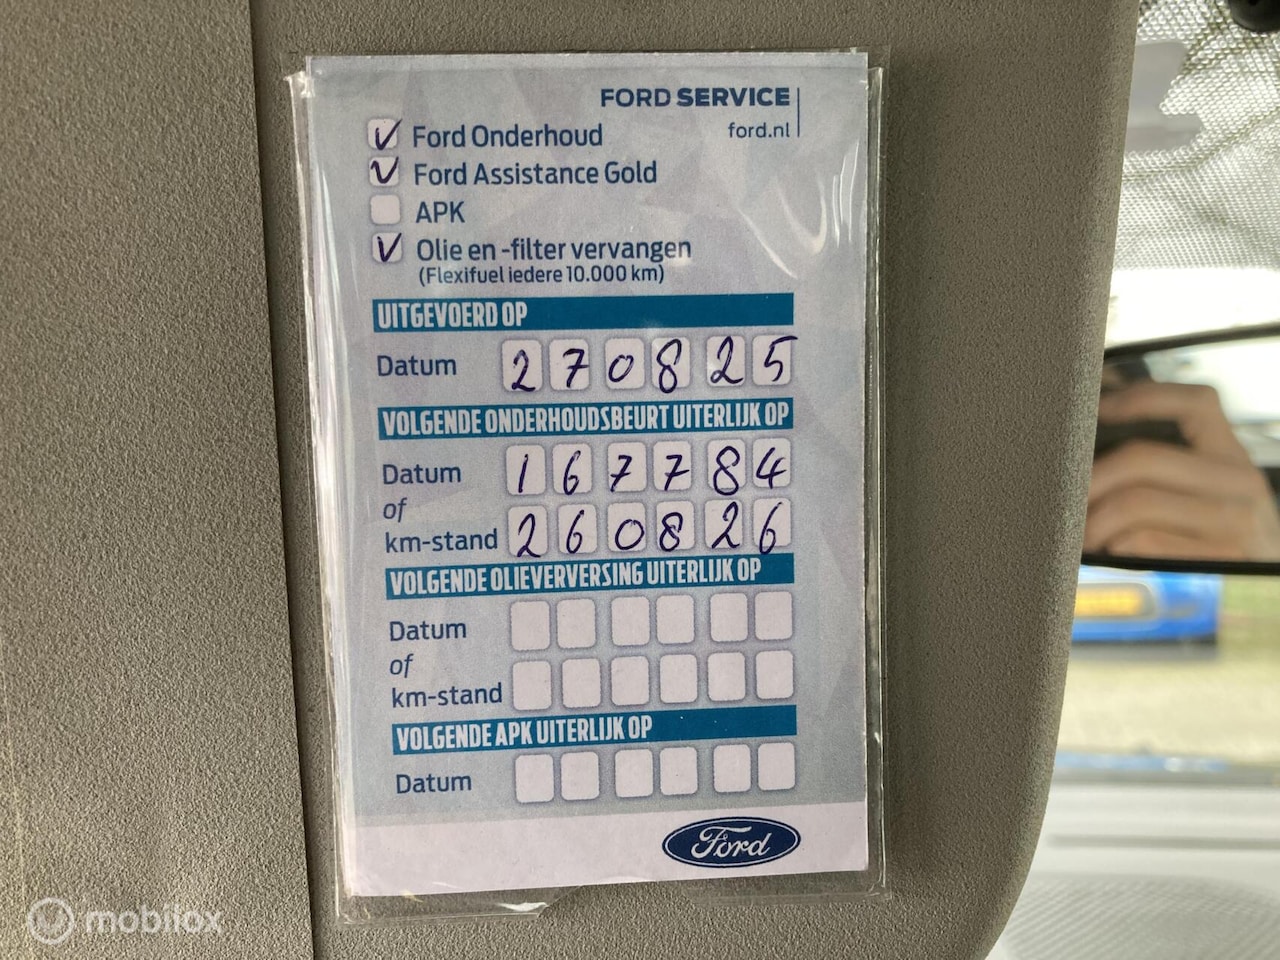 FORD SERVICE
ford.nl
Ford Onderhoud
Ford Assistance Gold
APK
Olie en -filter vervangen
(Flexifuel iedere 10.000 km)
UITGEVOERD OP
Datum 270825
VOLGENDE ONDERHOUDSBEURT UITERLIJK OP
Datum 167784
of
km-stand 260826
VOLGENDE OLIEVERVERSING UITERLIJK OP
Datum
of
km-stand
VOLGENDE APK UITERLIJK OP
Datum
Ford
mobilox